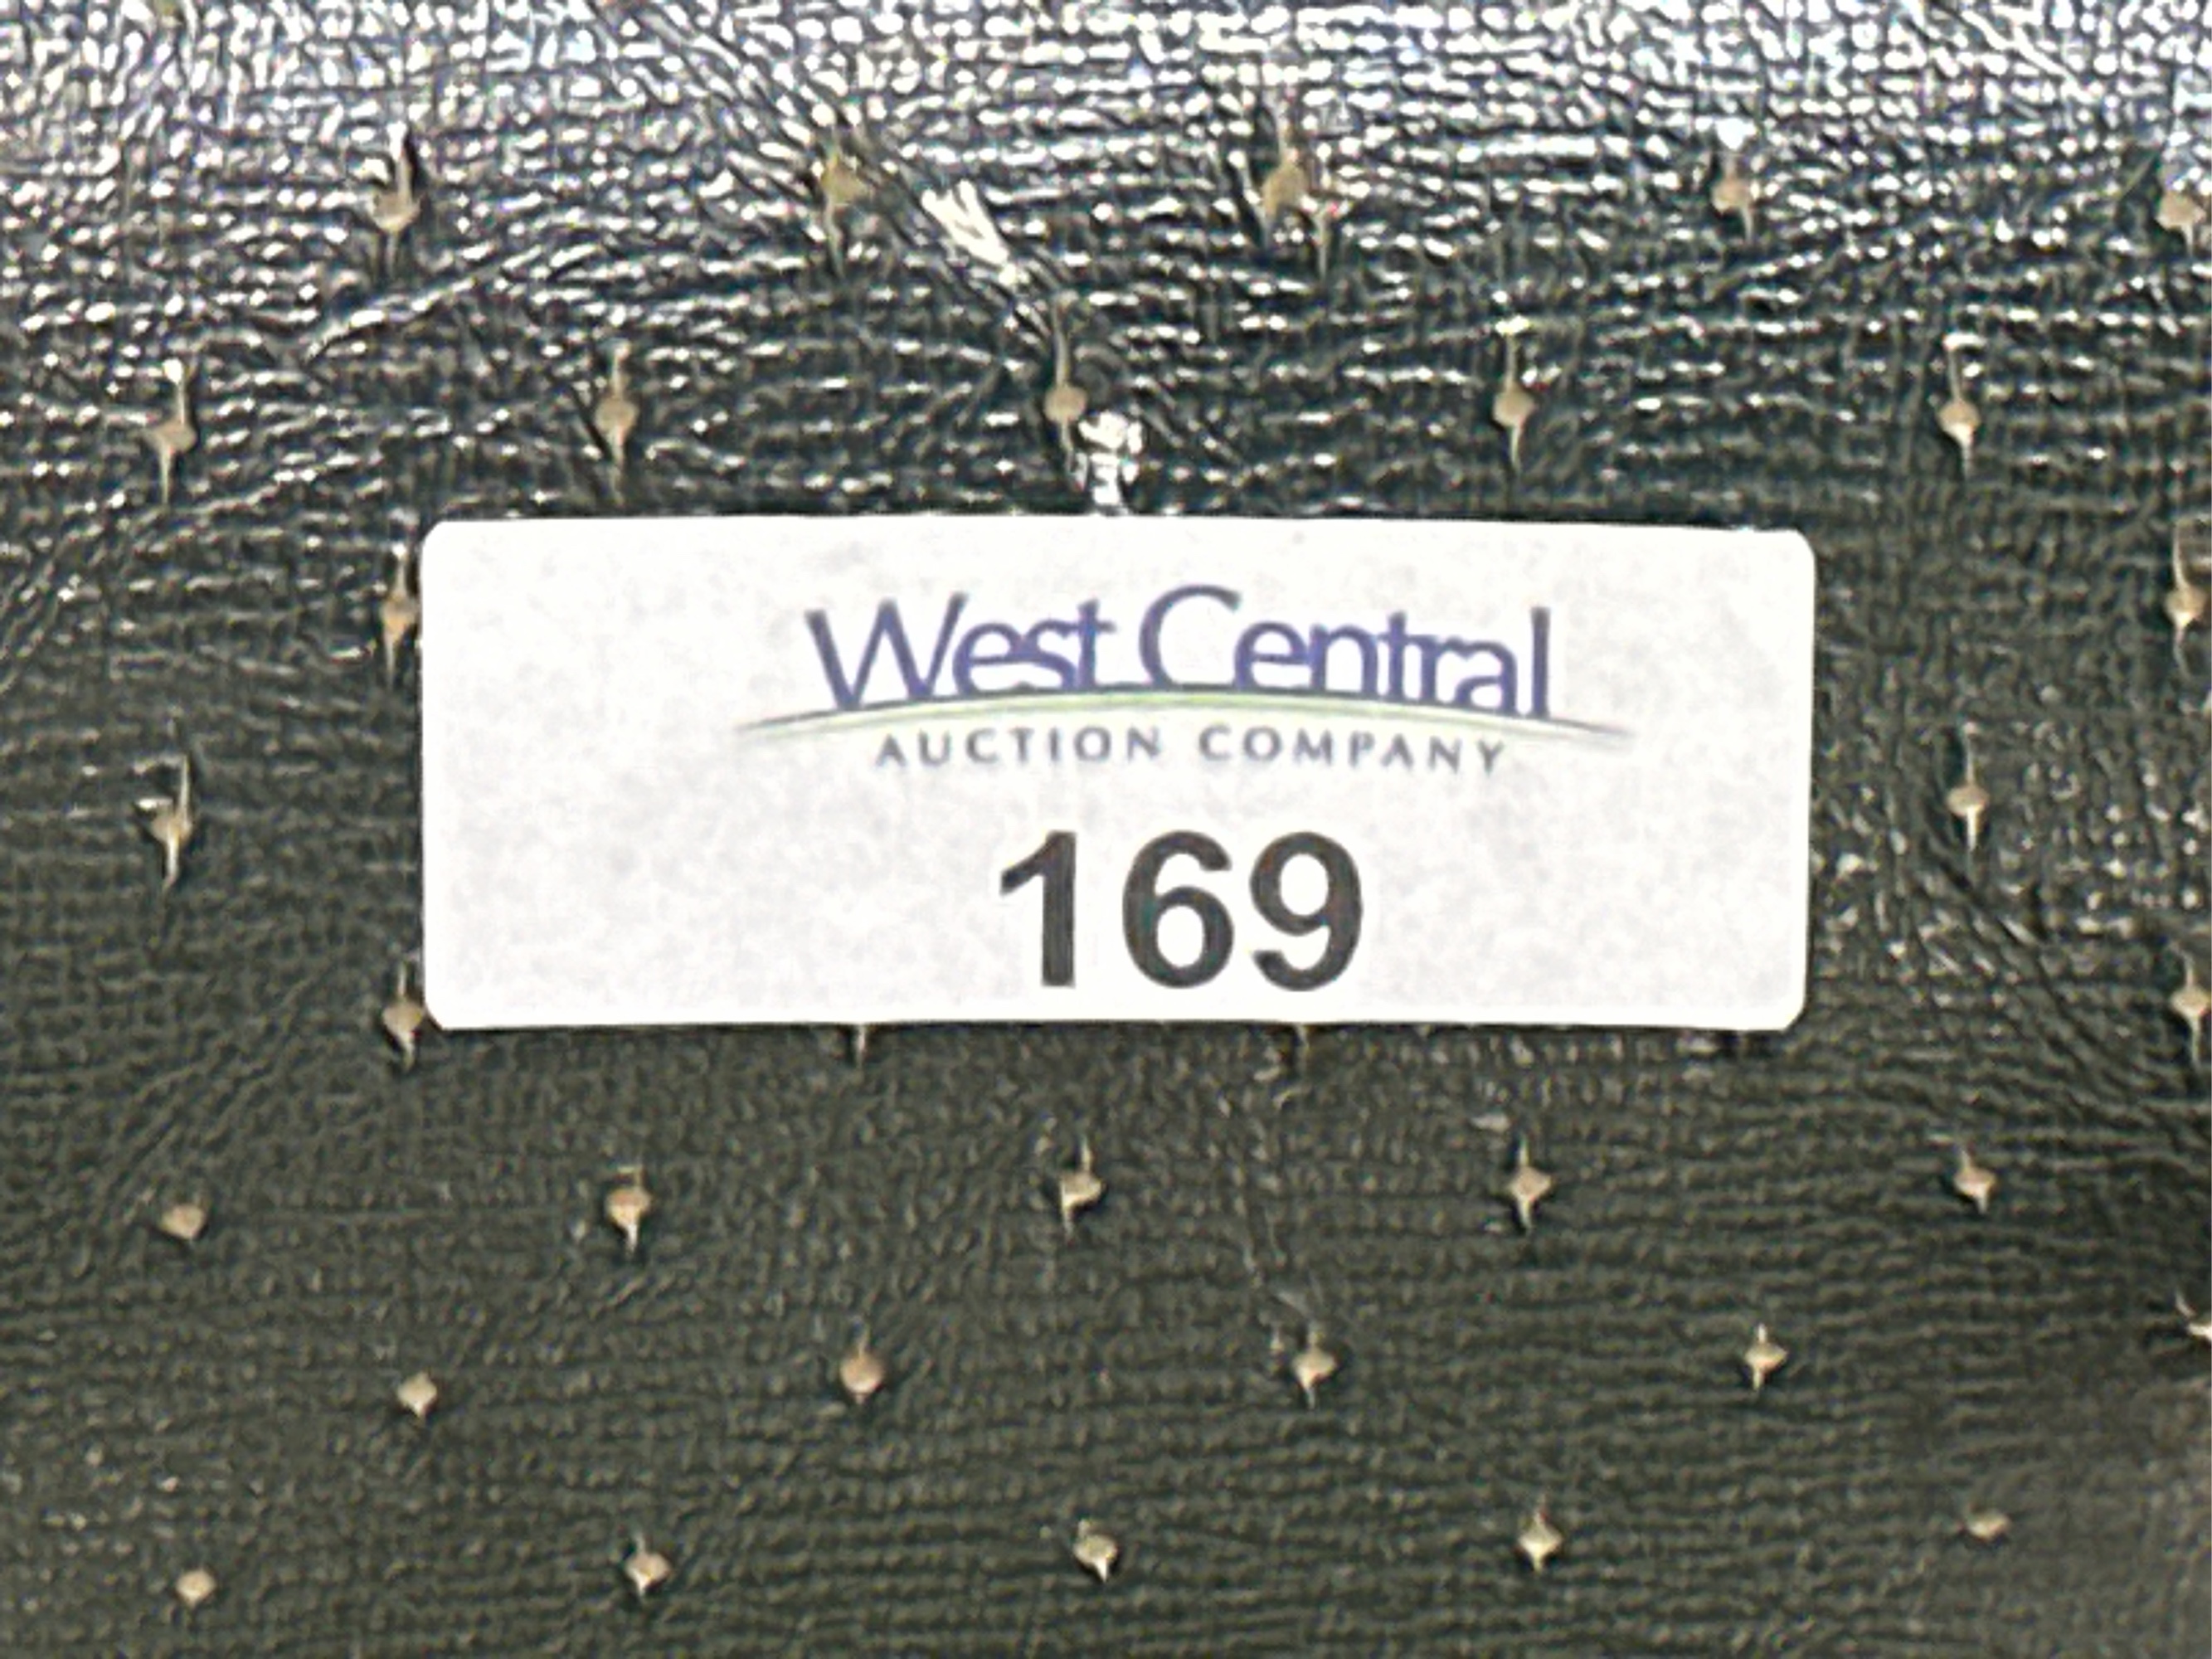 West Central
AUCTION COMPANY
169